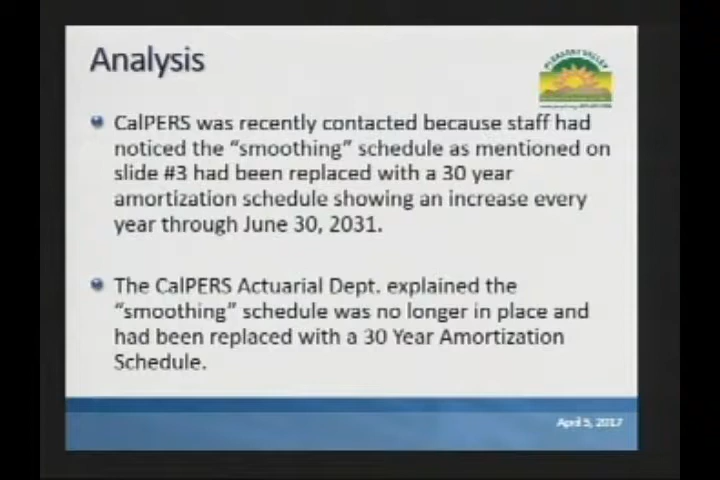 Analysis
PLEASANT VALLEY
CalPERS was recently contacted because staff had
noticed the “smoothing” schedule as mentioned on
slide #3 had been replaced with a 30 year
amortization schedule showing an increase every
year through June 30, 2031.
The CalPERS Actuarial Dept. explained the
“smoothing” schedule was no longer in place and
had been replaced with a 30 Year Amortization
Schedule.
April 5, 2017